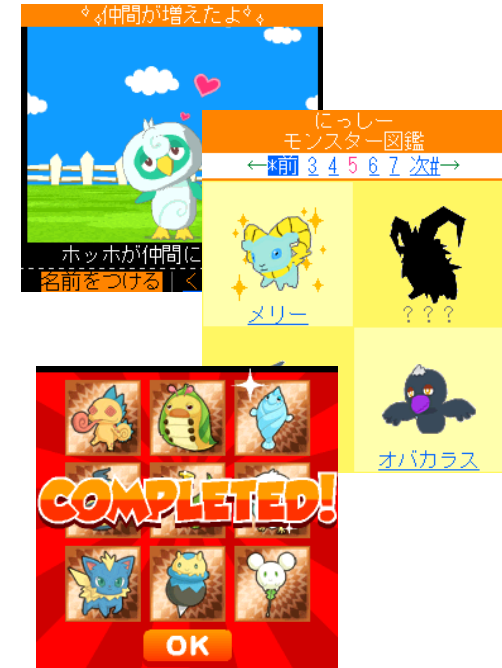 仲間が増えたよ
ホッホが仲間に
名前をつける | く
にっしー
モンスター図鑑
←*前 3 4 5 6 7 次#→
メリー
???
オバカラス
COMPLETED!
OK